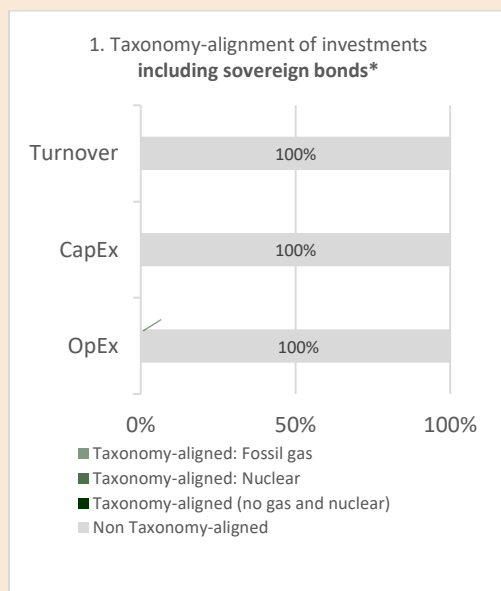 1. Taxonomy-alignment of investments
including sovereign bonds*
Turnover
100%
CapEx
100%
OpEx
100%
0% 50% 100%
Taxonomy-aligned: Fossil gas
Taxonomy-aligned: Nuclear
Taxonomy-aligned (no gas and nuclear)
Non Taxonomy-aligned